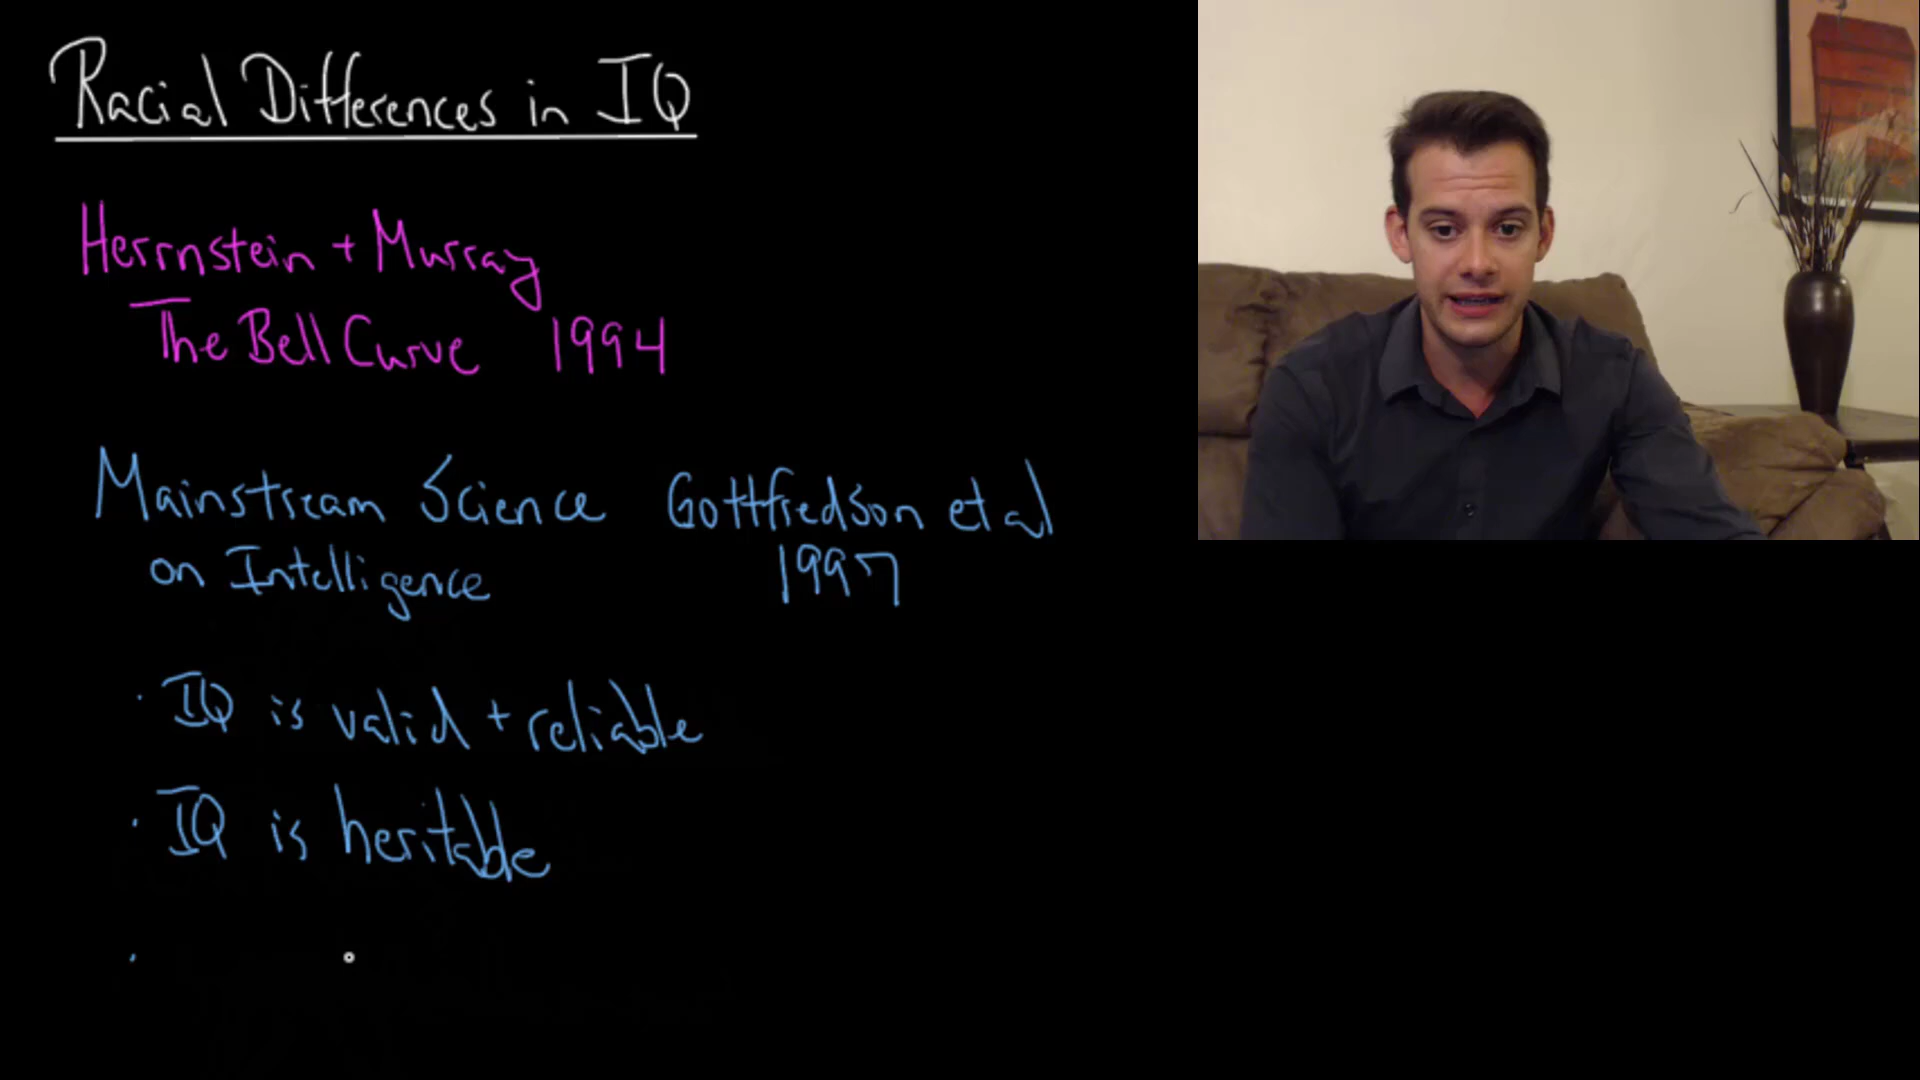 Racial Differences in IQ
Herrnstein + Murray
The Bell Curve 1994
Mainstream Science Gottfredson et al
on Intelligence 1997
· IQ is valid + reliable
· IQ is heritable
·